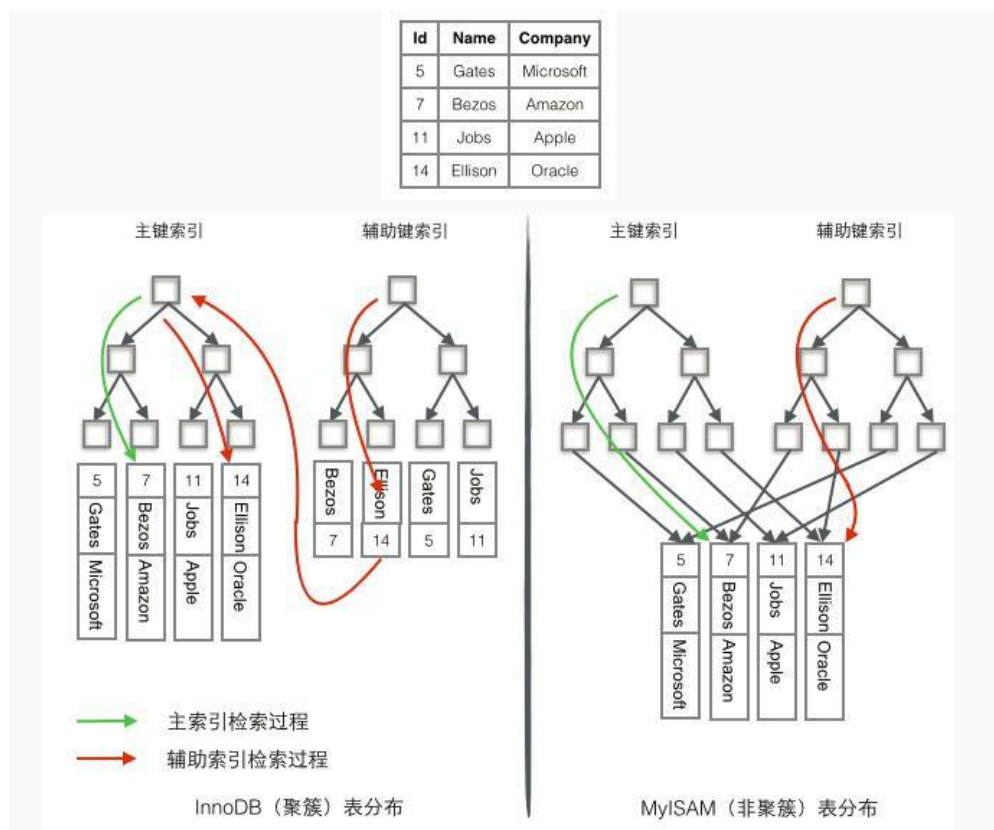 Id Name Company
5 Gates Microsoft
7 Bezos Amazon
11 Jobs Apple
14 Ellison Oracle
主键索引 辅助键索引 主键索引 辅助键索引
5 7 11 14
Gates Bezos Jobs Ellison
Microsoft Amazon Apple Oracle
Bezos Ellison Gates Jobs
7 14 5 11
5 7 11 14
Gates Bezos Jobs Ellison
Microsoft Amazon Apple Oracle
主索引检索过程
辅助索引检索过程
InnoDB（聚簇）表分布 MyISAM（非聚簇）表分布